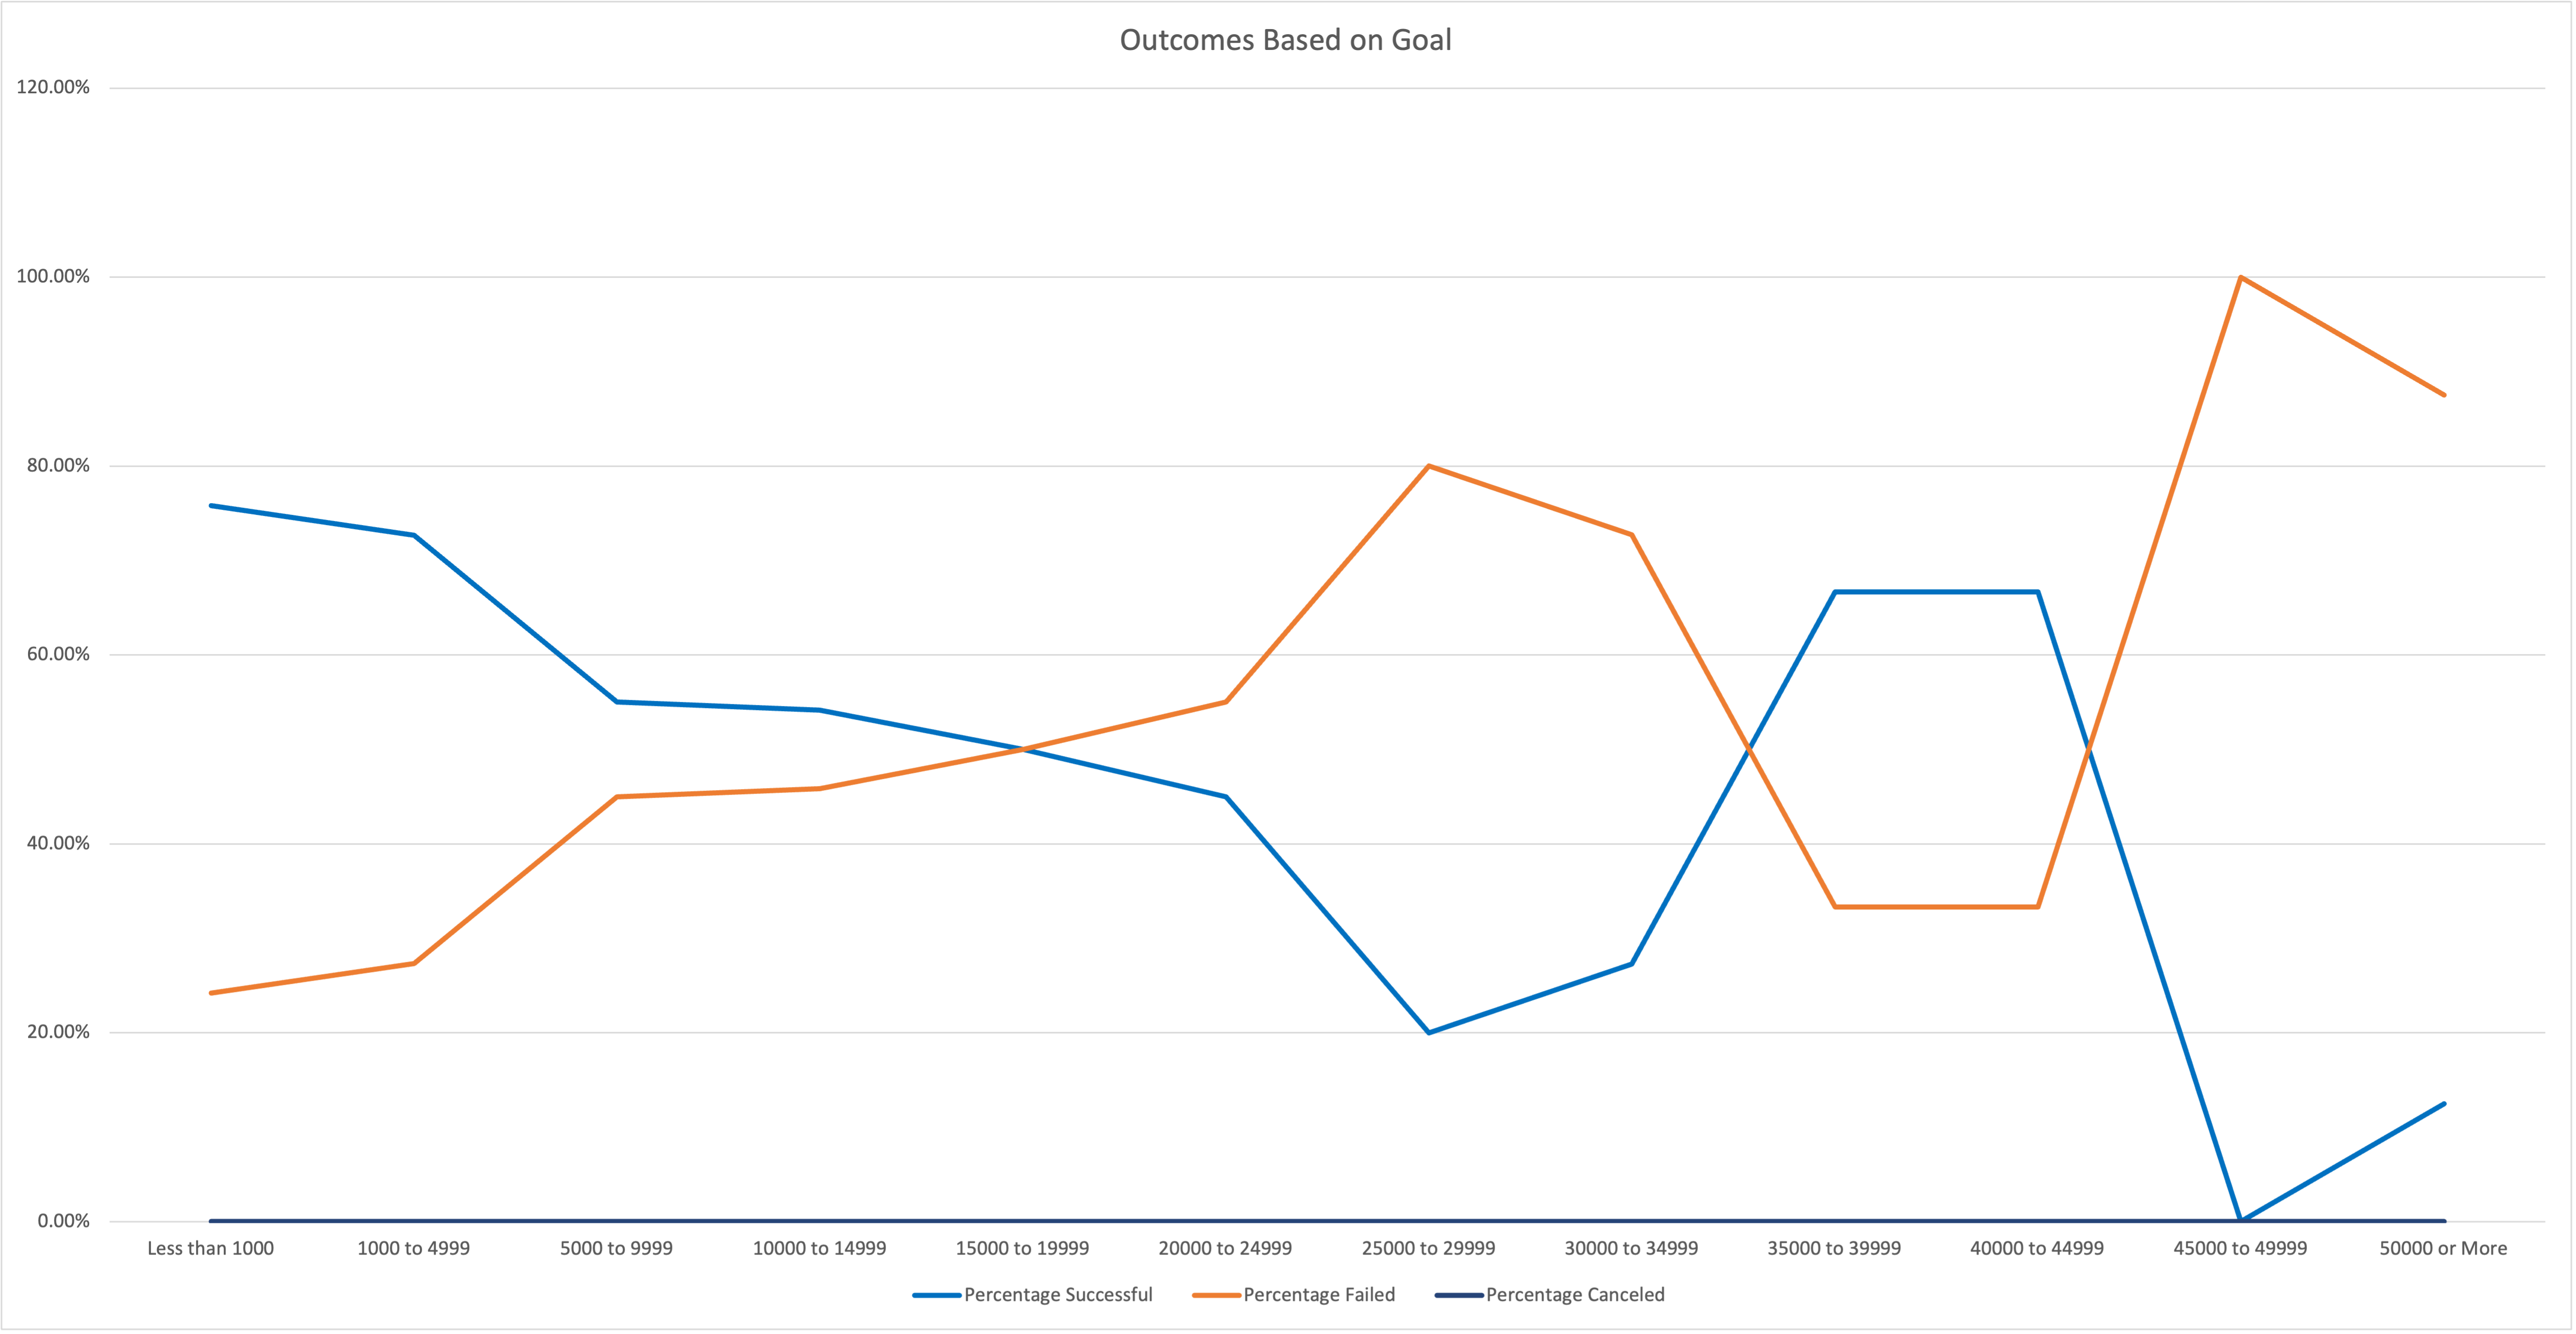 Outcomes Based on Goal
120.00%
100.00%
80.00%
60.00%
40.00%
20.00%
0.00%
Less than 1000 1000 to 4999 5000 to 9999 10000 to 14999 15000 to 19999 20000 to 24999 25000 to 29999 30000 to 34999 35000 to 39999 40000 to 44999 45000 to 49999 50000 or More
Percentage Successful Percentage Failed Percentage Canceled